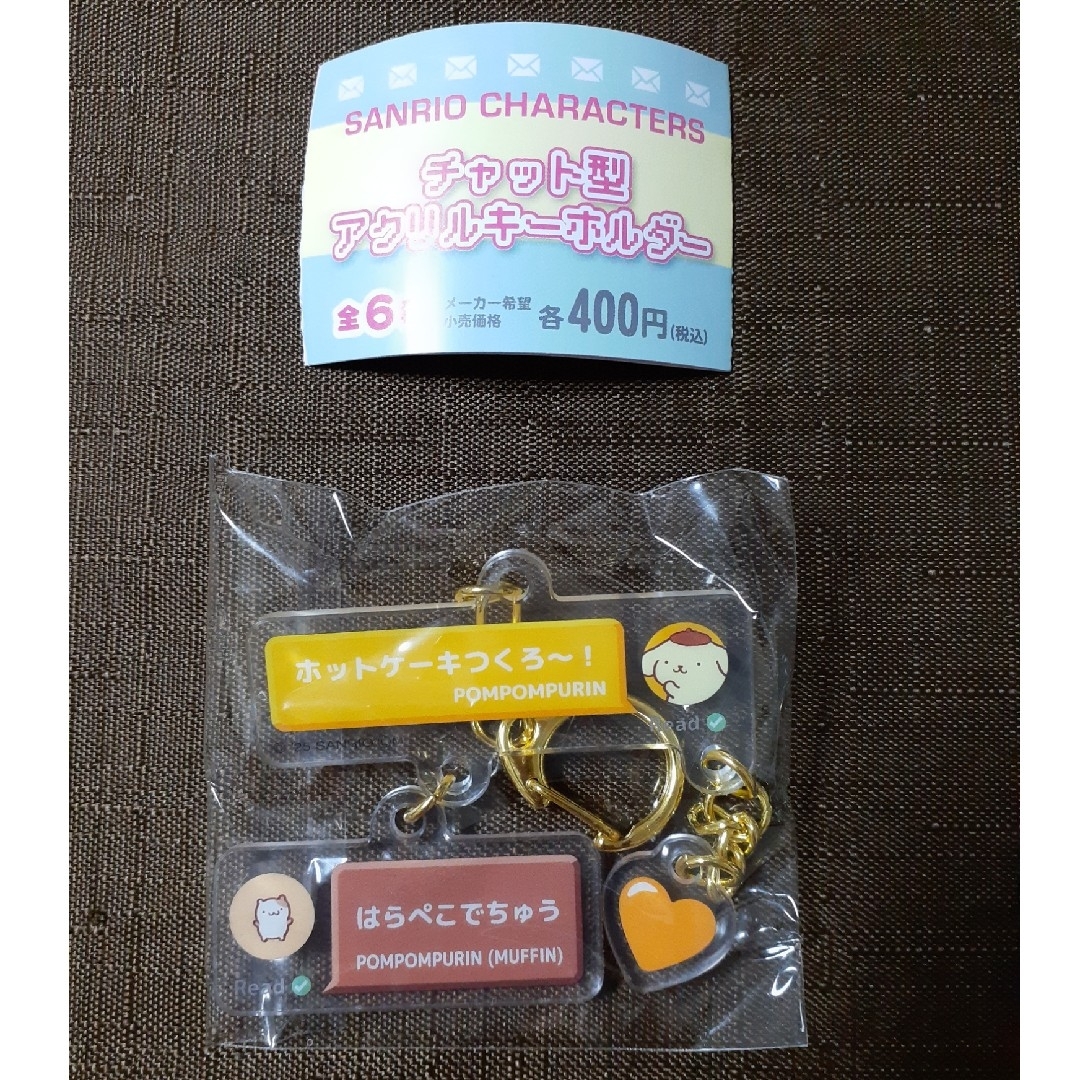 SANRIO CHARACTERS
チャット型
アクリルキーホルダー
全6
メーカー希望
小売価格
各400円(税込)
ホットケーキつくろ～！
POMPOMPURIN
Read
はらぺこでちゅう
POMPOMPURIN (MUFFIN)
Read